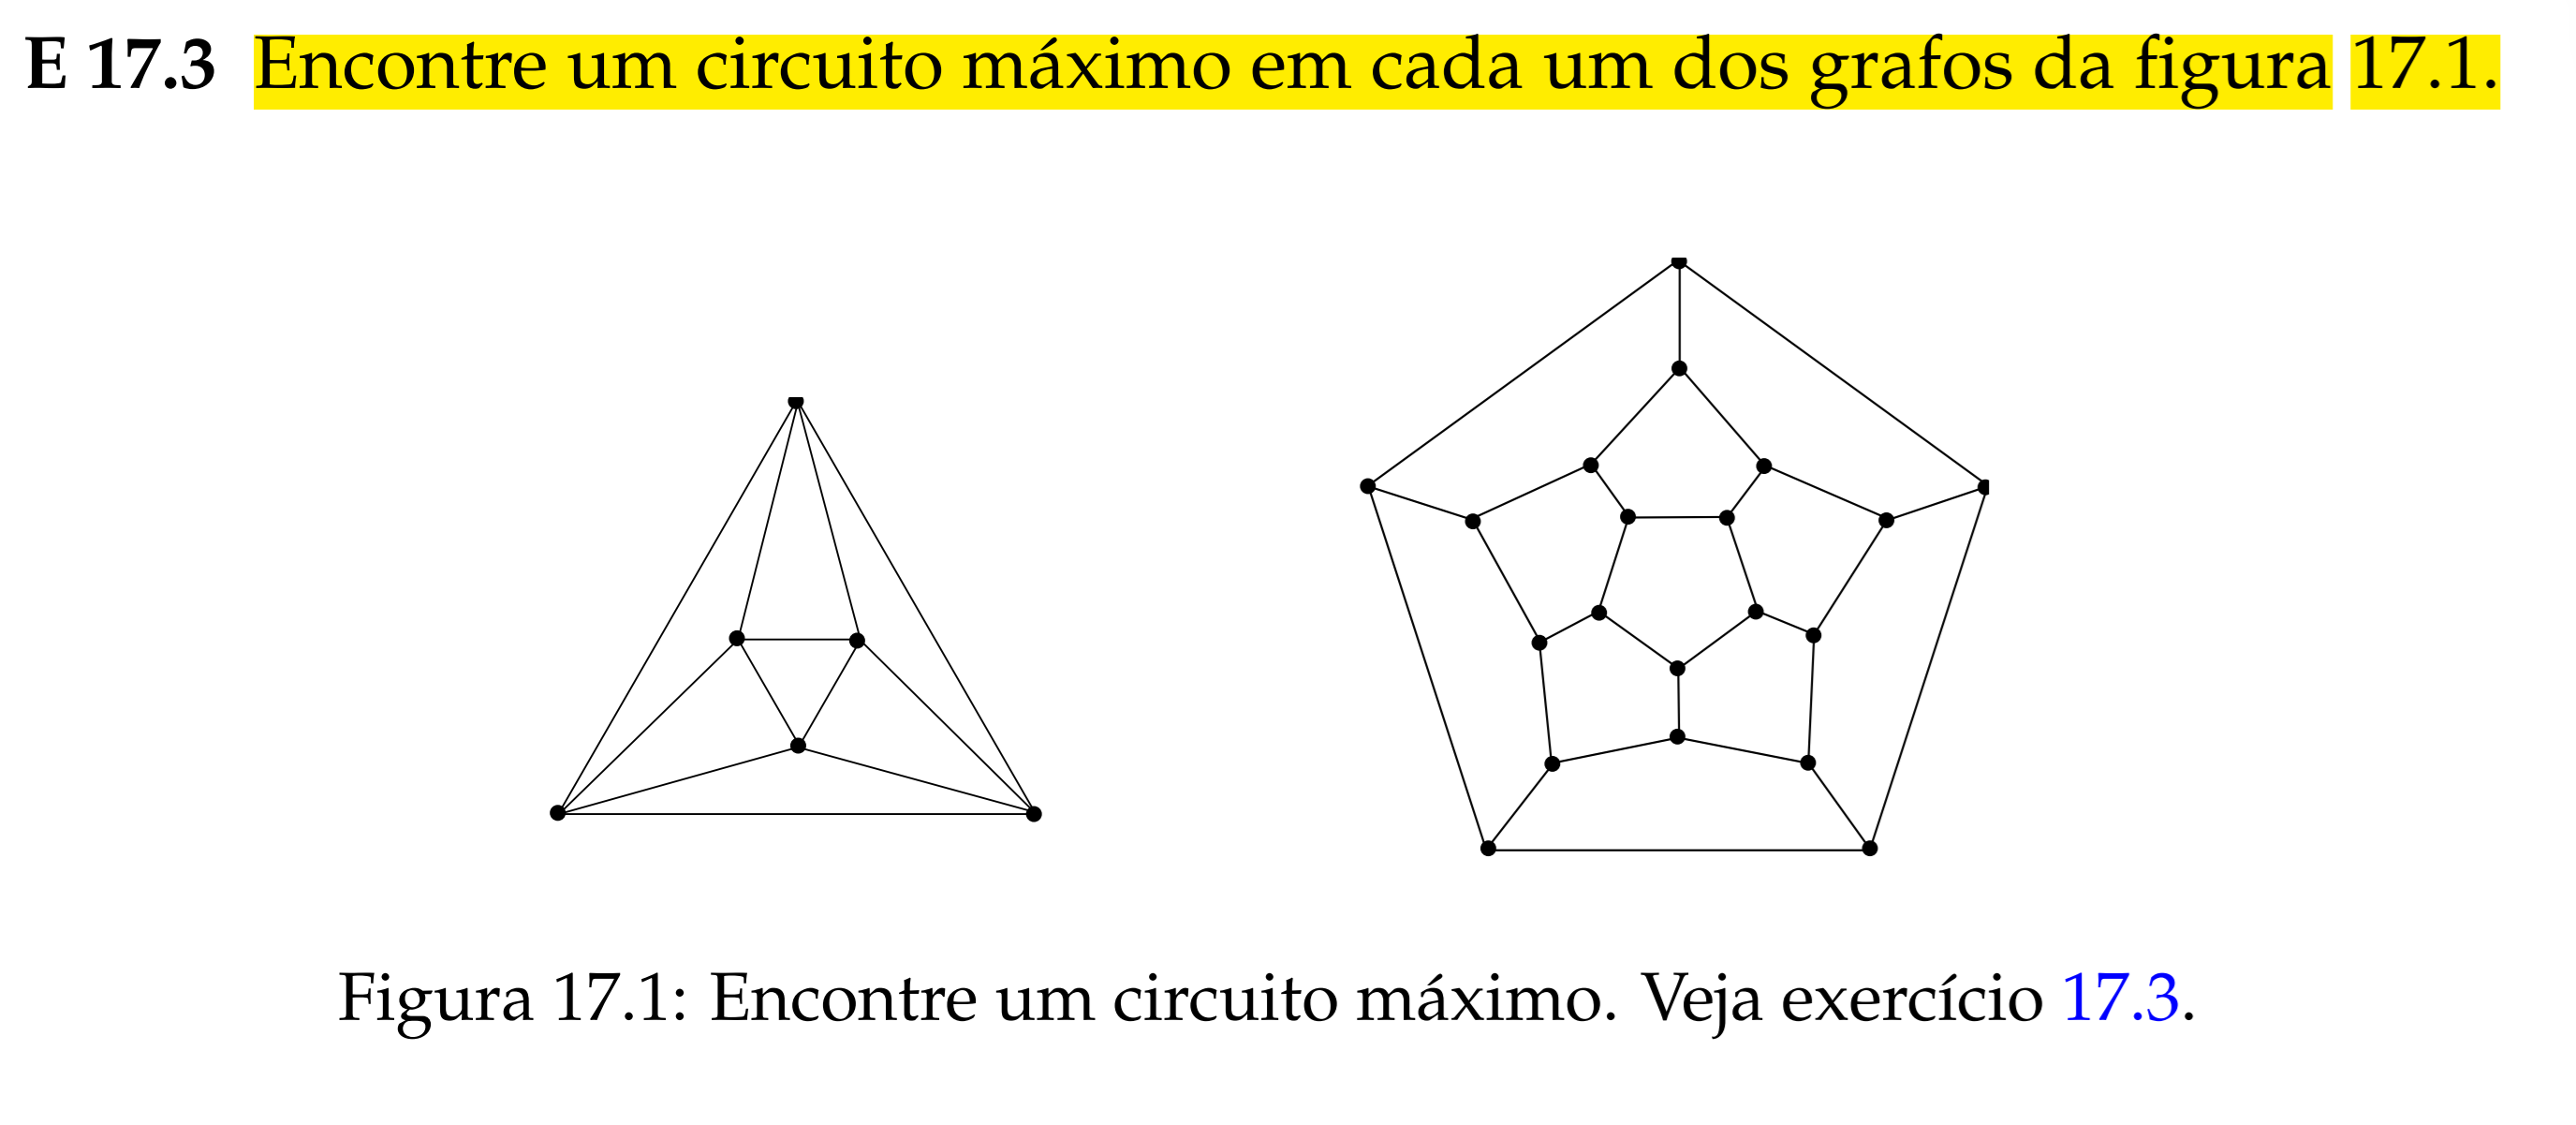 E 17.3 Encontre um circuito máximo em cada um dos grafos da figura 17.1.
Figura 17.1: Encontre um circuito máximo. Veja exercício 17.3.